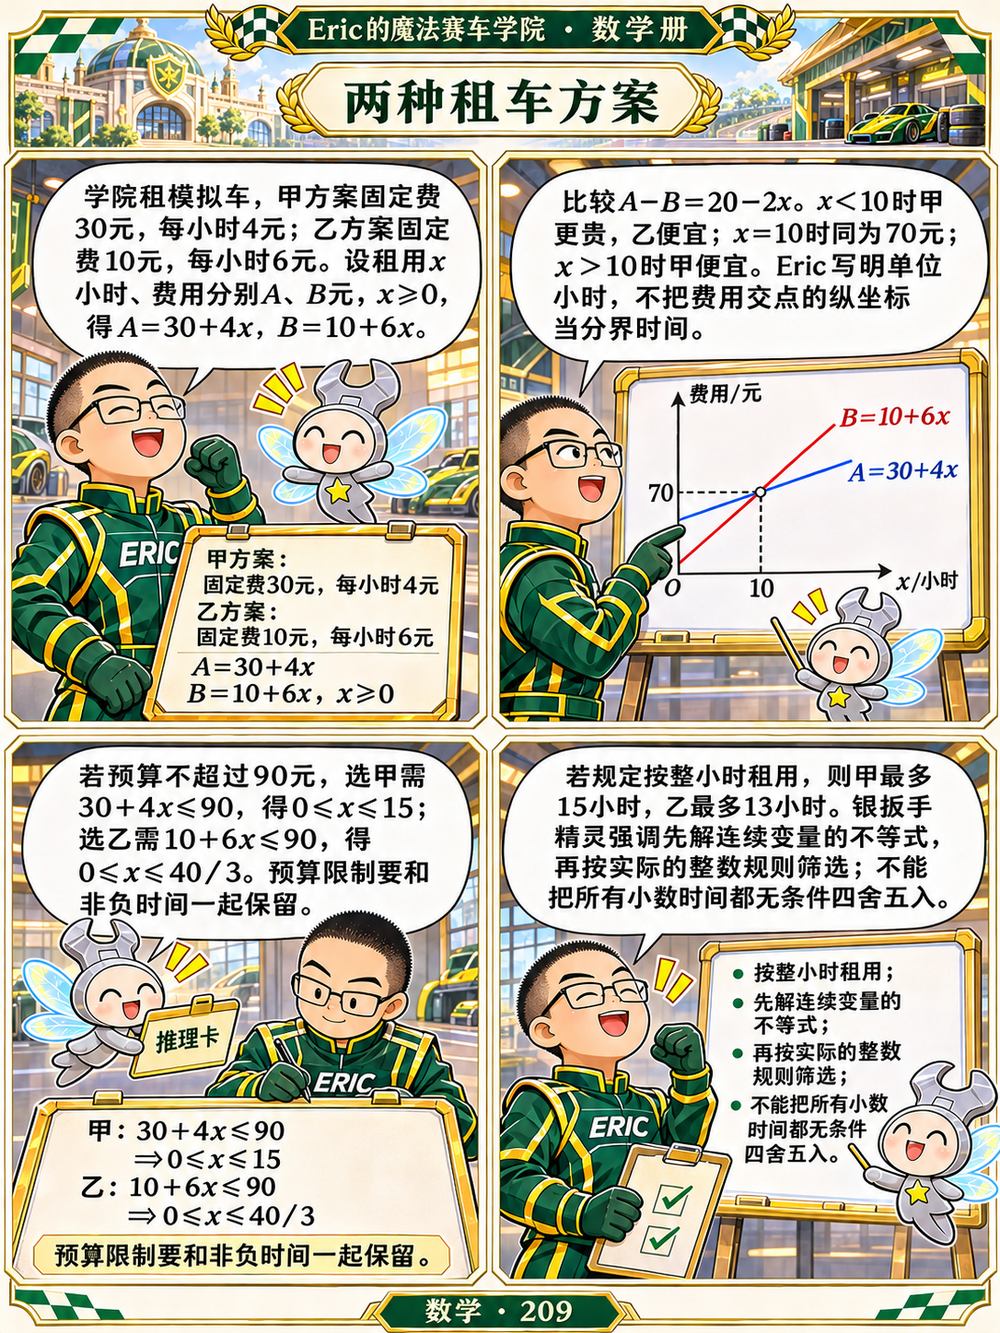 Eric的魔法赛车学院 · 数学册
两种租车方案
学院租模拟车，甲方案固定费
30元，每小时4元；乙方案固定
费10元，每小时6元。设租用x
小时、费用分别A、B元，x≥0，
得A=30+4x，B=10+6x。
ERIC
甲方案：
固定费30元，每小时4元
乙方案：
固定费10元，每小时6元
A=30+4x
B=10+6x，x≥0
比较A−B=20−2x。x<10时甲
更贵，乙便宜；x=10时同为70元；
x>10时甲便宜。Eric写明单位
小时，不把费用交点的纵坐标
当分界时间。
费用/元
B=10+6x
A=30+4x
70
O
10
x/小时
若预算不超过90元，选甲需
30+4x≤90，得0≤x≤15；
选乙需10+6x≤90，得
0≤x≤40/3。预算限制要和
非负时间一起保留。
推理卡
ERIC
甲：30+4x≤90
⇒0≤x≤15
乙：10+6x≤90
⇒0≤x≤40/3
预算限制要和非负时间一起保留。
若规定按整小时租用，则甲最多
15小时，乙最多13小时。银扳手
精灵强调先解连续变量的不等式，
再按实际的整数规则筛选；不能
把所有小数时间都无条件四舍五入。
ERIC
• 按整小时租用；
• 先解连续变量的
不等式；
• 再按实际的整数
规则筛选；
• 不能把所有小数
时间都无条件
四舍五入。
数学 · 209